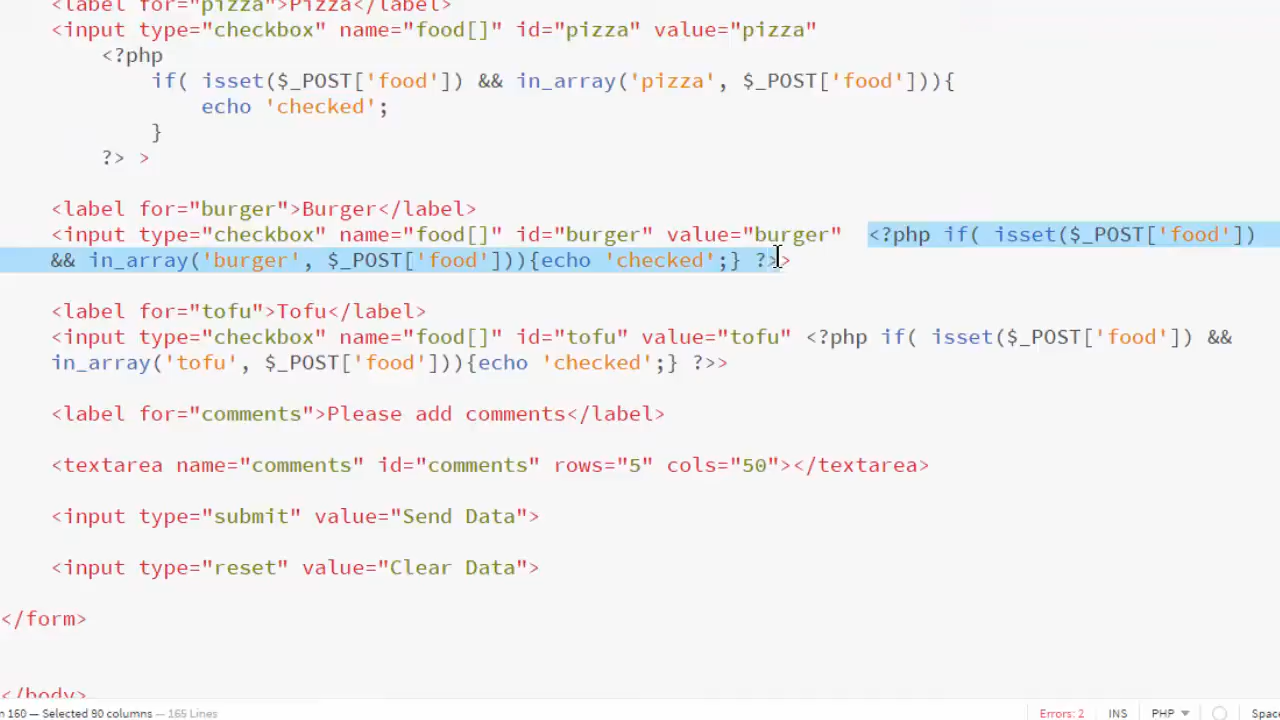 <label for="pizza">Pizza</label>
<input type="checkbox" name="food[]" id="pizza" value="pizza"
<?php
if( isset($_POST['food']) && in_array('pizza', $_POST['food'])){
echo 'checked';
}
?> >
<label for="burger">Burger</label>
<input type="checkbox" name="food[]" id="burger" value="burger" <?php if( isset($_POST['food'])
&& in_array('burger', $_POST['food'])){echo 'checked';} ?>>
<label for="tofu">Tofu</label>
<input type="checkbox" name="food[]" id="tofu" value="tofu" <?php if( isset($_POST['food']) &&
in_array('tofu', $_POST['food'])){echo 'checked';} ?>>
<label for="comments">Please add comments</label>
<textarea name="comments" id="comments" rows="5" cols="50"></textarea>
<input type="submit" value="Send Data">
<input type="reset" value="Clear Data">
</form>
</body>
n 160 — Selected 90 columns — 165 Lines
Errors: 2 INS PHP Spac